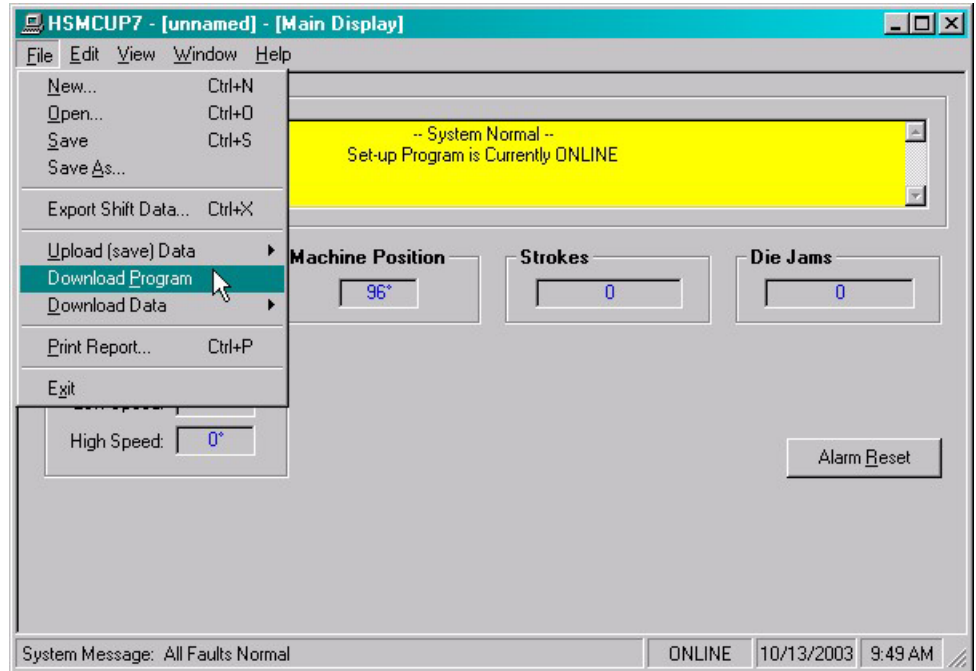 HSMCUP7 - [unnamed] - [Main Display]
File Edit View Window Help
New... Ctrl+N
Open... Ctrl+O
Save Ctrl+S
Save As...
Export Shift Data... Ctrl+X
Upload (save) Data
Download Program
Download Data
Print Report... Ctrl+P
Exit
-- System Normal --
Set-up Program is Currently ONLINE
Machine Position
96°
Strokes
0
Die Jams
0
High Speed: 0°
Alarm Reset
System Message: All Faults Normal
ONLINE
10/13/2003
9:49 AM